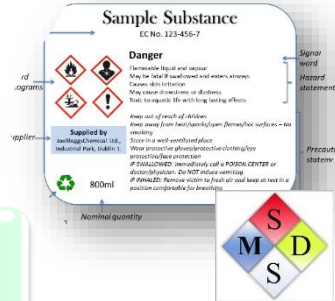 Sample Substance
EC No. 123-456-7
Danger
Flammable liquid and vapour
May be fatal if swallowed and enters airways
Causes skin irritation
May cause drowsiness or dizziness
Toxic to aquatic life with long lasting effects
Signal
word
Hazard
statement
Keep out of reach of children
Keep away from heat/sparks/open flames/hot surfaces – No
smoking
Store in a well-ventilated place
Wear protective gloves/protective clothing/eye
protection/face protection
IF SWALLOWED: Immediately call a POISON CENTER or
doctor/physician. Do NOT induce vomiting.
IF INHALED: Remove victim to fresh air and keep at rest in a
position comfortable for breathing
Supplied by
Chemical Ltd.,
Industrial Park, Dublin 1.
800ml
Nominal quantity
S
M D
S